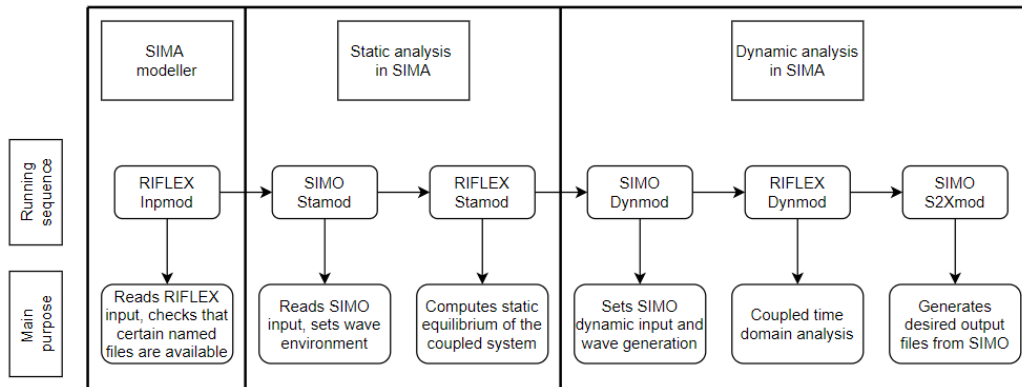 SIMA
modeller
Static analysis
in SIMA
Dynamic analysis
in SIMA
Running
sequence
RIFLEX
Inpmod
SIMO
Stamod
RIFLEX
Stamod
SIMO
Dynmod
RIFLEX
Dynmod
SIMO
S2Xmod
Main
purpose
Reads RIFLEX
input, checks that
certain named
files are available
Reads SIMO
input, sets wave
environment
Computes static
equilibrium of the
coupled system
Sets SIMO
dynamic input and
wave generation
Coupled time
domain analysis
Generates
desired output
files from SIMO